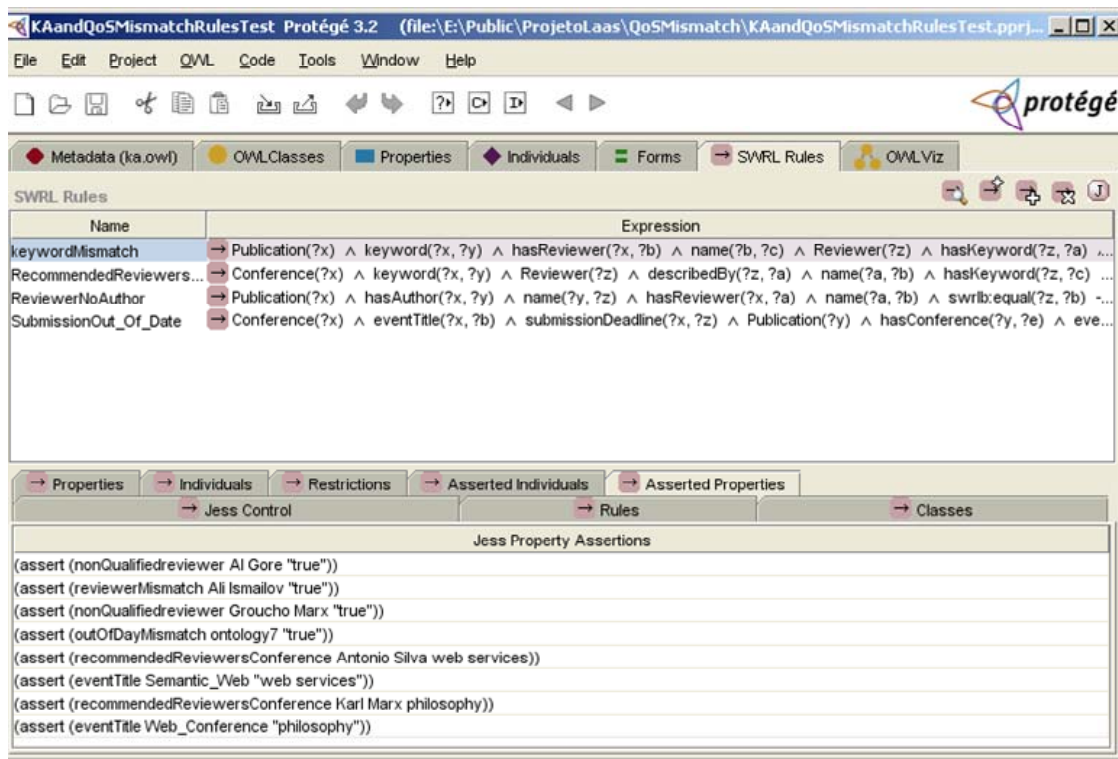 KAandQoSMismatchRulesTest Protégé 3.2 (file:\E:\Public\ProjetoLaas\QoSMismatch\KAandQoSMismatchRulesTest.pprj...
File Edit Project OWL Code Tools Window Help
protégé
Metadata (ka.owl) OWLClasses Properties Individuals Forms → SWRL Rules OWLViz
SWRL Rules
Name Expression
keywordMismatch → Publication(?x) ∧ keyword(?x, ?y) ∧ hasReviewer(?x, ?b) ∧ name(?b, ?c) ∧ Reviewer(?z) ∧ hasKeyword(?z, ?a) ∧...
RecommendedReviewers... → Conference(?x) ∧ keyword(?x, ?y) ∧ Reviewer(?z) ∧ describedBy(?z, ?a) ∧ name(?a, ?b) ∧ hasKeyword(?z, ?c) ...
ReviewerNoAuthor → Publication(?x) ∧ hasAuthor(?x, ?y) ∧ name(?y, ?z) ∧ hasReviewer(?x, ?a) ∧ name(?a, ?b) ∧ swrlb:equal(?z, ?b) -...
SubmissionOut_Of_Date → Conference(?x) ∧ eventTitle(?x, ?b) ∧ submissionDeadline(?x, ?z) ∧ Publication(?y) ∧ hasConference(?y, ?e) ∧ eve...
→ Properties → Individuals → Restrictions → Asserted Individuals → Asserted Properties
→ Jess Control → Rules → Classes
Jess Property Assertions
(assert (nonQualifiedreviewer Al Gore "true"))
(assert (reviewerMismatch Ali Ismailov "true"))
(assert (nonQualifiedreviewer Groucho Marx "true"))
(assert (outOfDayMismatch ontology7 "true"))
(assert (recommendedReviewersConference Antonio Silva web services))
(assert (eventTitle Semantic_Web "web services"))
(assert (recommendedReviewersConference Karl Marx philosophy))
(assert (eventTitle Web_Conference "philosophy"))